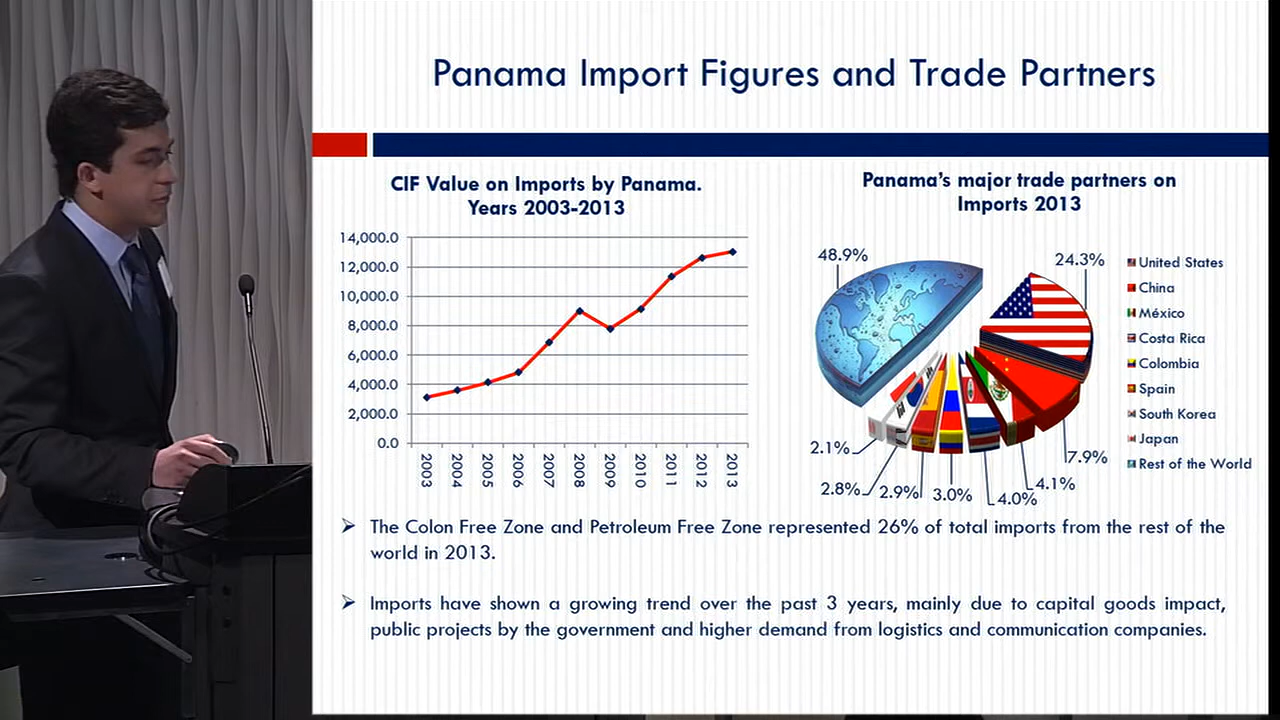 Panama Import Figures and Trade Partners
CIF Value on Imports by Panama.
Years 2003-2013
14,000.0
12,000.0
10,000.0
8,000.0
6,000.0
4,000.0
2,000.0
0.0
2003
2004
2005
2006
2007
2008
2009
2010
2011
2012
2013
Panama's major trade partners on
Imports 2013
48.9%
24.3%
7.9%
4.1%
4.0%
3.0%
2.9%
2.8%
2.1%
United States
China
México
Costa Rica
Colombia
Spain
South Korea
Japan
Rest of the World
➢ The Colon Free Zone and Petroleum Free Zone represented 26% of total imports from the rest of the
world in 2013.
➢ Imports have shown a growing trend over the past 3 years, mainly due to capital goods impact,
public projects by the government and higher demand from logistics and communication companies.